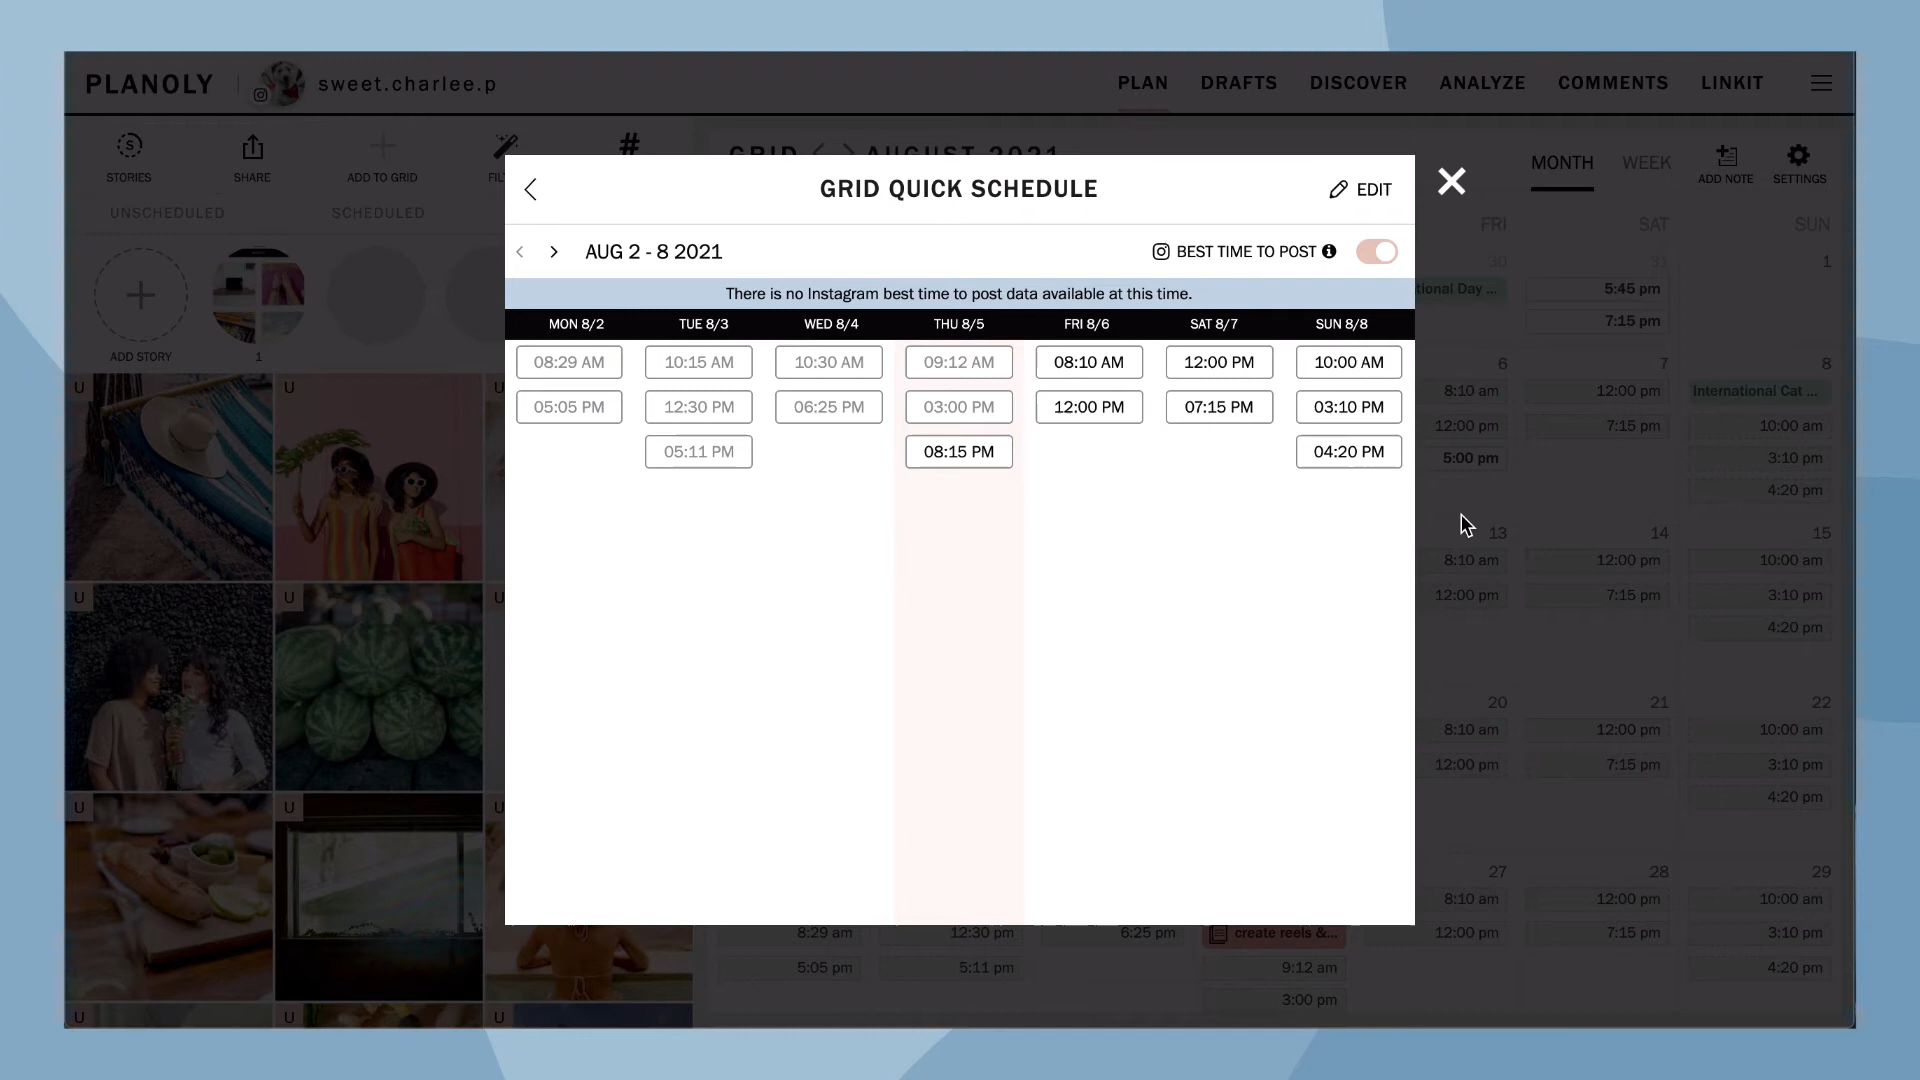 PLANOLY sweet.charlee.p PLAN DRAFTS DISCOVER ANALYZE COMMENTS LINKIT
STORIES SHARE ADD TO GRID #
UNSCHEDULED SCHEDULED
ADD STORY 1
U
U
U
U
U
U
U
U
U
U
U
U
GRID < > AUGUST 2021
MONTH WEEK ADD NOTE SETTINGS
GRID QUICK SCHEDULE
EDIT
AUG 2 - 8 2021
BEST TIME TO POST
There is no Instagram best time to post data available at this time.
MON 8/2 TUE 8/3 WED 8/4 THU 8/5 FRI 8/6 SAT 8/7 SUN 8/8
08:29 AM 10:15 AM 10:30 AM 09:12 AM 08:10 AM 12:00 PM 10:00 AM
05:05 PM 12:30 PM 06:25 PM 03:00 PM 12:00 PM 07:15 PM 03:10 PM
05:11 PM 08:15 PM 04:20 PM
FRI SAT SUN
30 31 1
5:45 pm
7:15 pm
6 7 8
8:10 am 12:00 pm International Cat ...
12:00 pm 7:15 pm 10:00 am
5:00 pm 3:10 pm
4:20 pm
13 14 15
8:10 am 12:00 pm 10:00 am
12:00 pm 7:15 pm 3:10 pm
4:20 pm
20 21 22
8:10 am 12:00 pm 10:00 am
12:00 pm 7:15 pm 3:10 pm
4:20 pm
27 28 29
8:10 am 12:00 pm 10:00 am
8:29 am 12:30 pm 6:25 pm create reels &... 12:00 pm 7:15 pm 3:10 pm
5:05 pm 5:11 pm 9:12 am 4:20 pm
3:00 pm